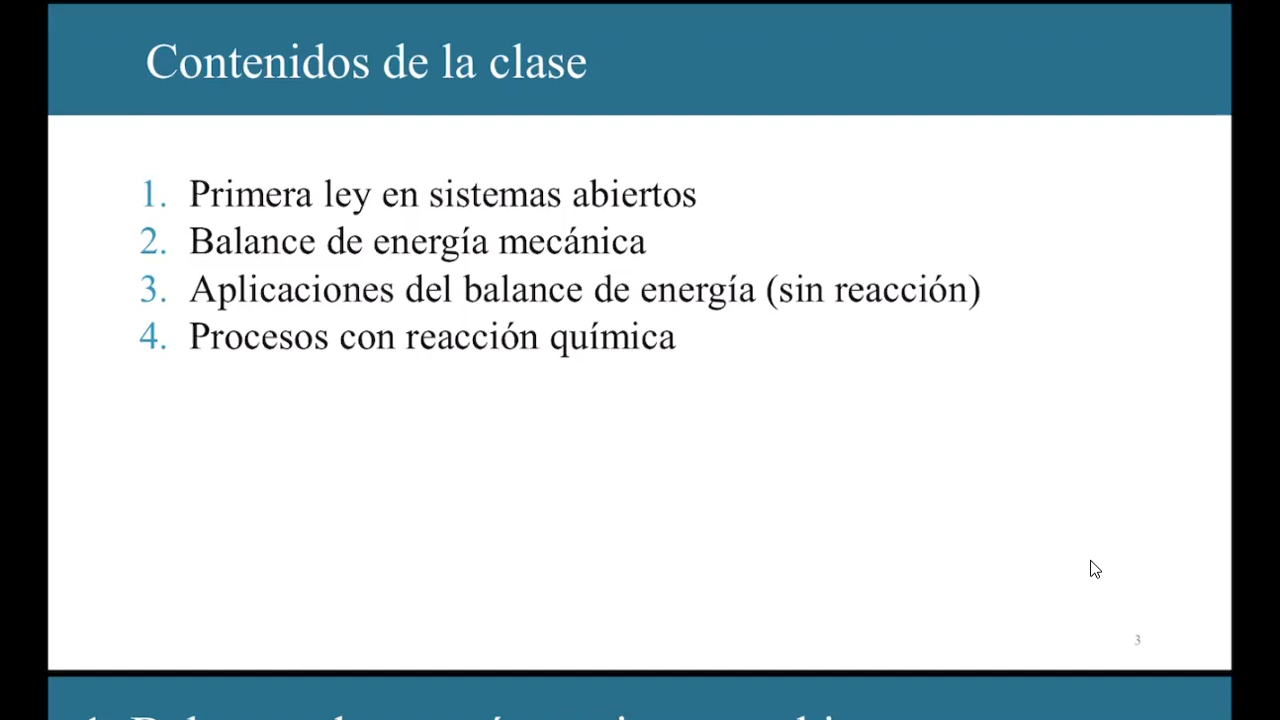 Contenidos de la clase
1. Primera ley en sistemas abiertos
2. Balance de energía mecánica
3. Aplicaciones del balance de energía (sin reacción)
4. Procesos con reacción química
3